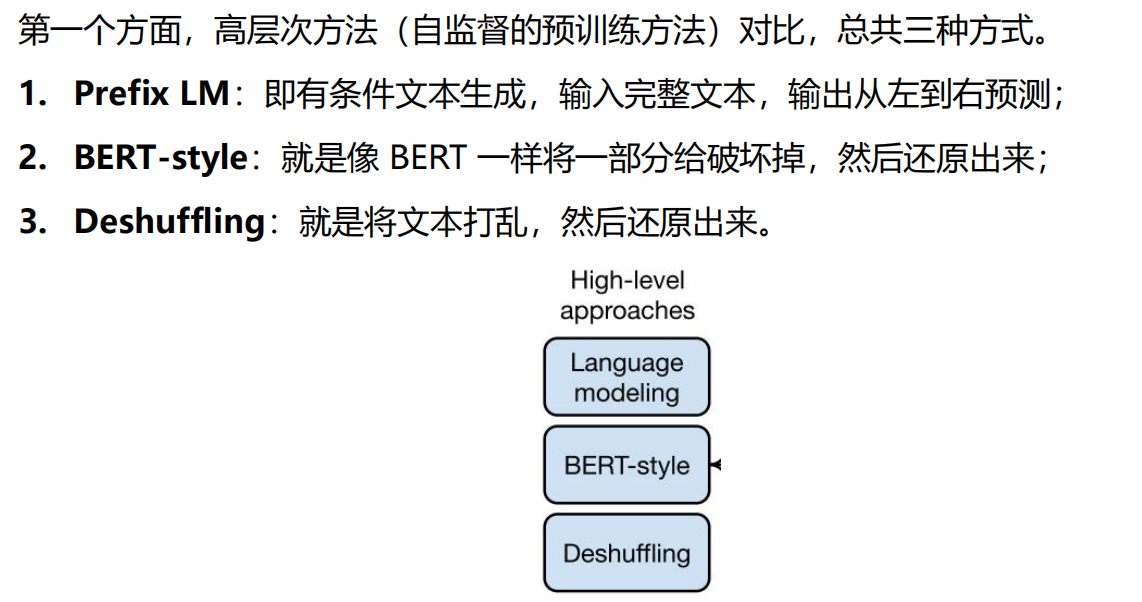 第一个方面，高层次方法（自监督的预训练方法）对比，总共三种方式。
1. Prefix LM：即有条件文本生成，输入完整文本，输出从左到右预测；
2. BERT-style：就是像 BERT 一样将一部分给破坏掉，然后还原出来；
3. Deshuffling：就是将文本打乱，然后还原出来。
High-level
approaches
Language
modeling
BERT-style
Deshuffling